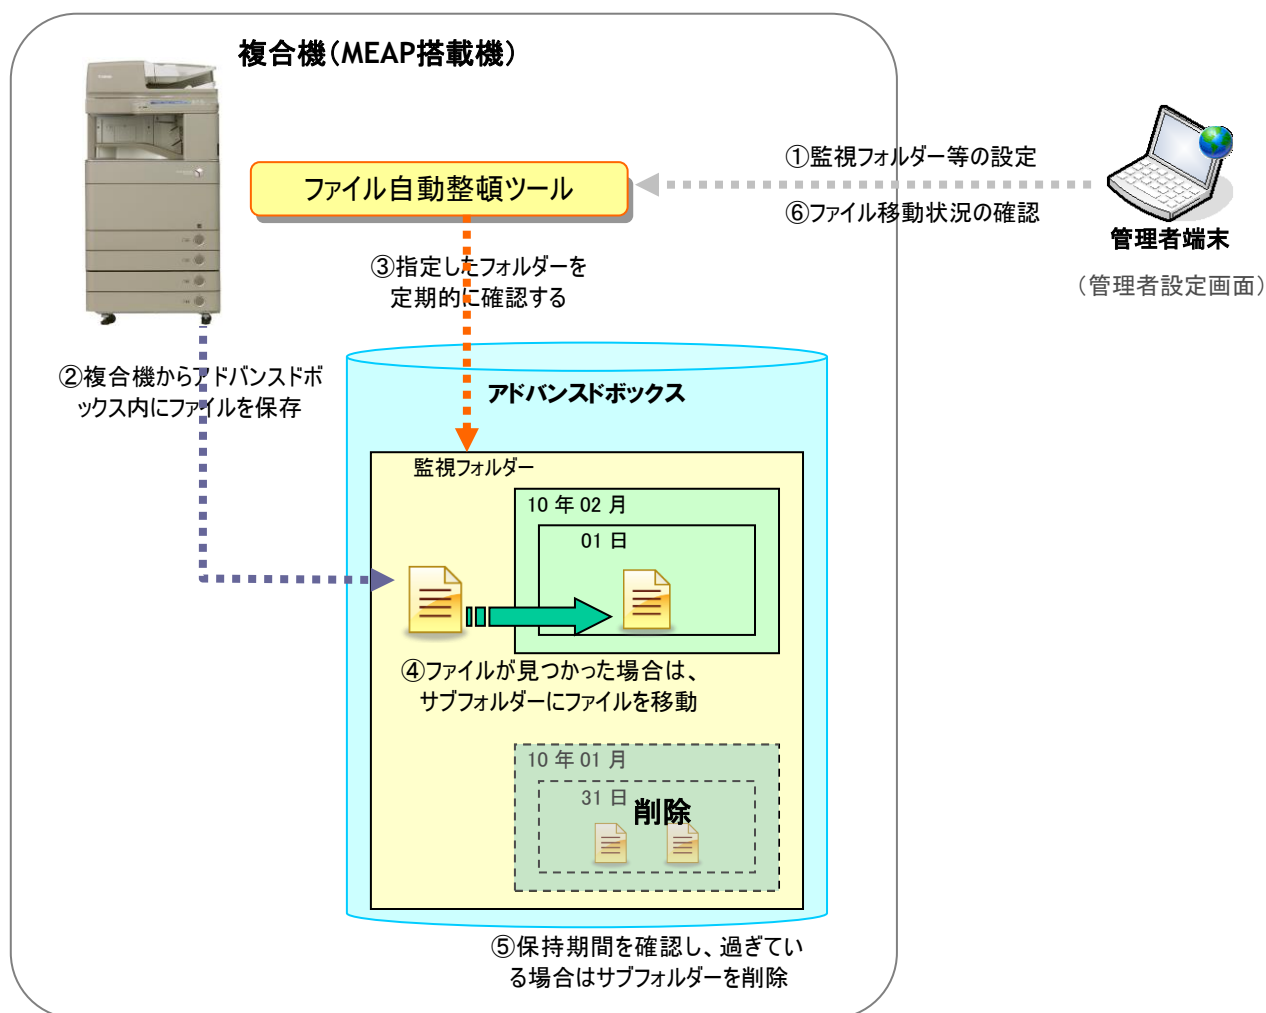 複合機（MEAP搭載機）
①監視フォルダー等の設定
ファイル自動整頓ツール
⑥ファイル移動状況の確認
管理者端末
（管理者設定画面）
③指定したフォルダーを
定期的に確認する
②複合機からアドバンスドボ
ックス内にファイルを保存
アドバンスドボックス
監視フォルダー
10 年 02 月
01 日
④ファイルが見つかった場合は、
サブフォルダーにファイルを移動
10 年 01 月
31 日
削除
⑤保持期間を確認し、過ぎてい
る場合はサブフォルダーを削除